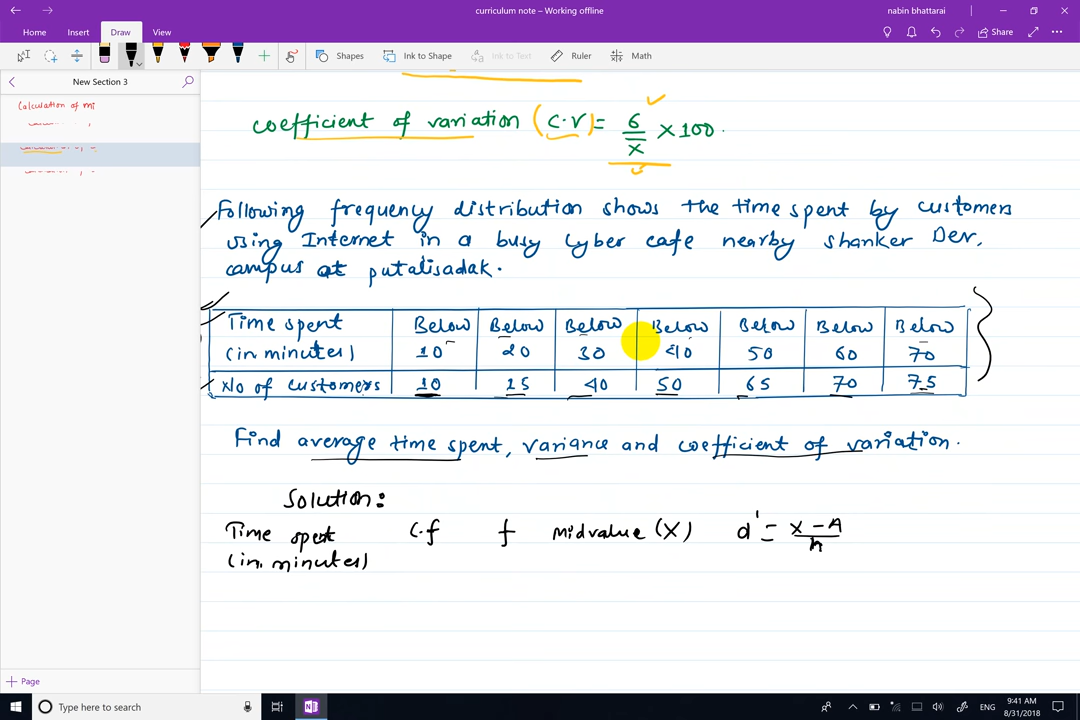 curriculum note – Working offline
nabin bhattarai
Home Insert Draw View
Share
Shapes Ink to Shape Ink to Text Ruler Math
New Section 3
Calculation of mi
coefficient of variation (C.V) = 6/x̄ × 100.
Following frequency distribution shows the time spent by customers
using Internet in a busy Cyber cafe nearby Shanker Dev.
campus at putalisadak.
Time spent Below Below Below Below Below Below Below
(in minutes) 10 20 30 40 50 60 70
No of customers 10 25 40 50 65 70 75
Find average time spent, variance and coefficient of variation.
Solution:
Time spent C.f f Midvalue (X) d' = X – A / h
(in minutes)
Page
Type here to search
ENG
9:41 AM
8/31/2018